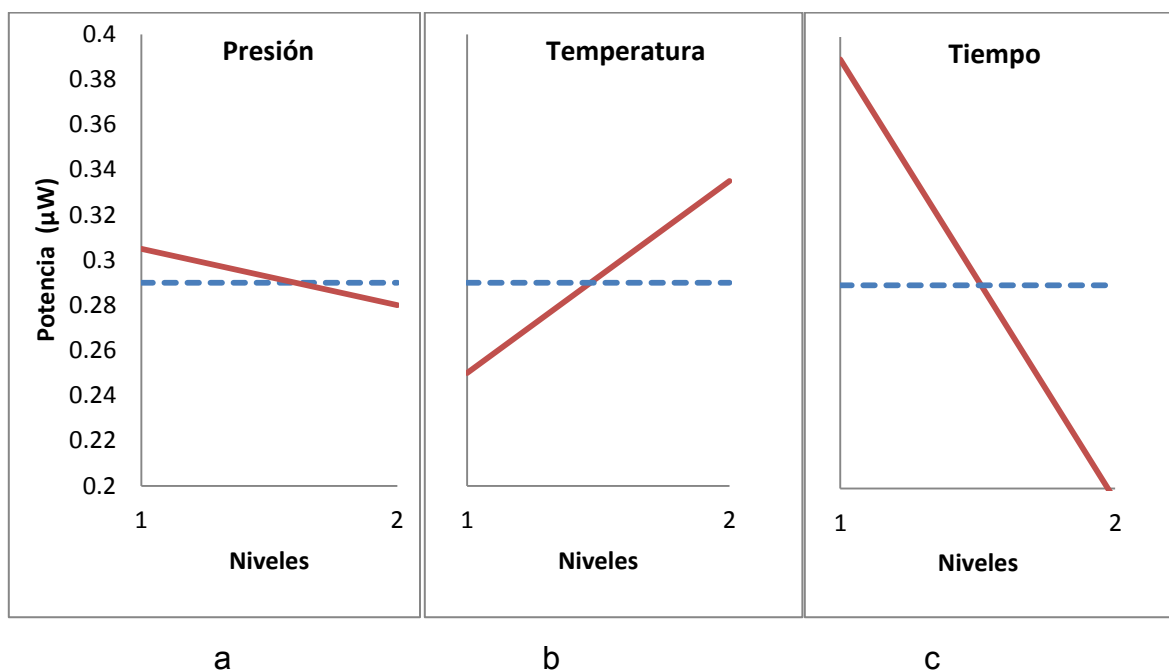 Presión
Temperatura
Tiempo
Potencia (µW)
0.4
0.38
0.36
0.34
0.32
0.3
0.28
0.26
0.24
0.22
0.2
1 2
1 2
1 2
Niveles
Niveles
Niveles
a b c